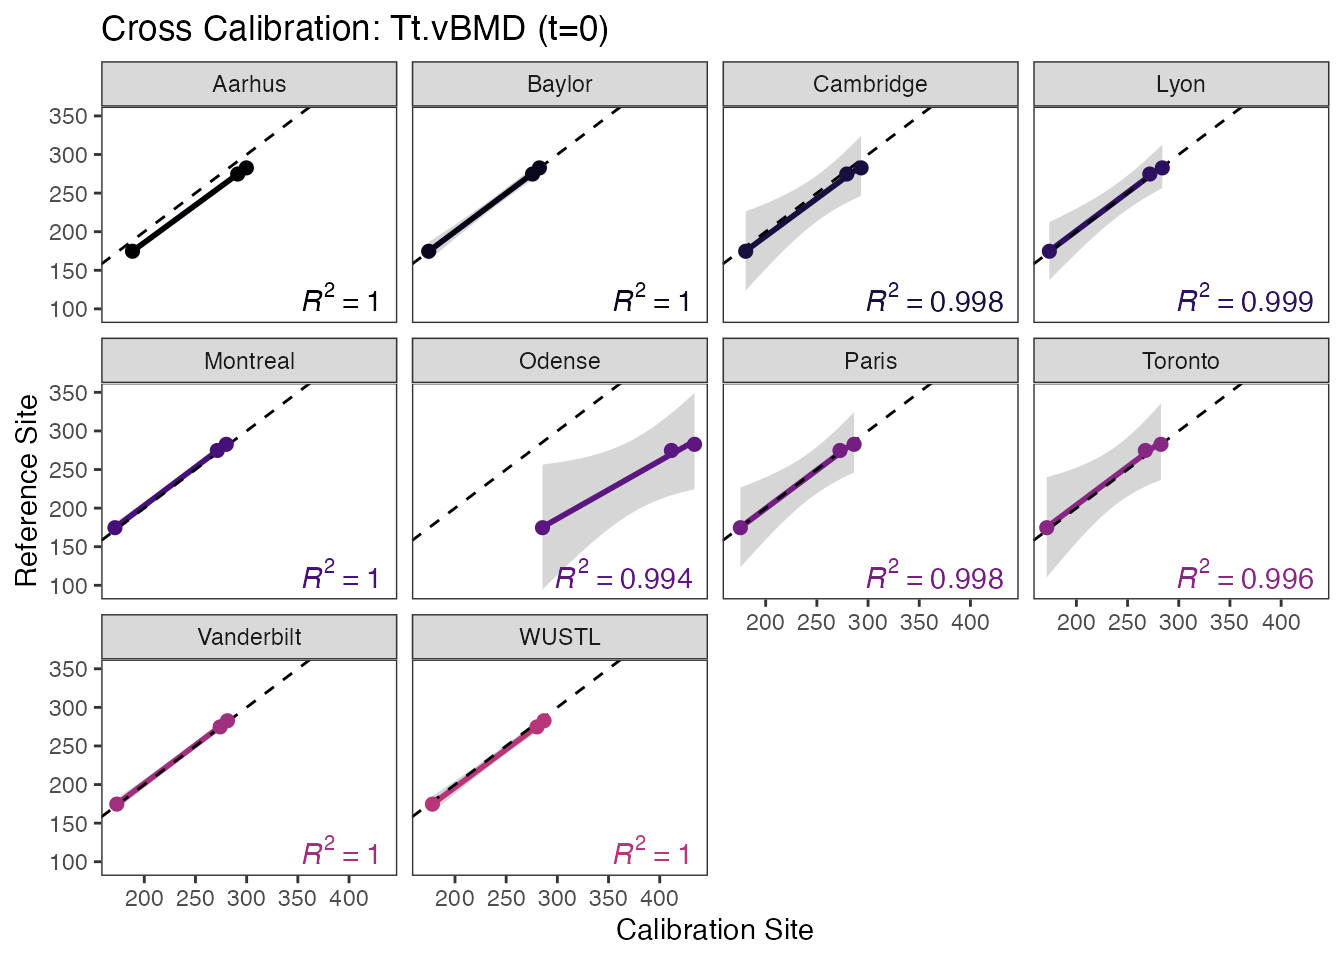 Cross Calibration: Tt.vBMD (t=0)
Aarhus Baylor Cambridge Lyon
350
300
250
200
150
100
R² = 1 R² = 1 R² = 0.998 R² = 0.999
Montreal Odense Paris Toronto
350
300
250
200
150
100
R² = 1 R² = 0.994 R² = 0.998 R² = 0.996
200 250 300 350 400 200 250 300 350 400
Reference Site
Vanderbilt WUSTL
350
300
250
200
150
100
R² = 1 R² = 1
200 250 300 350 400 200 250 300 350 400
Calibration Site